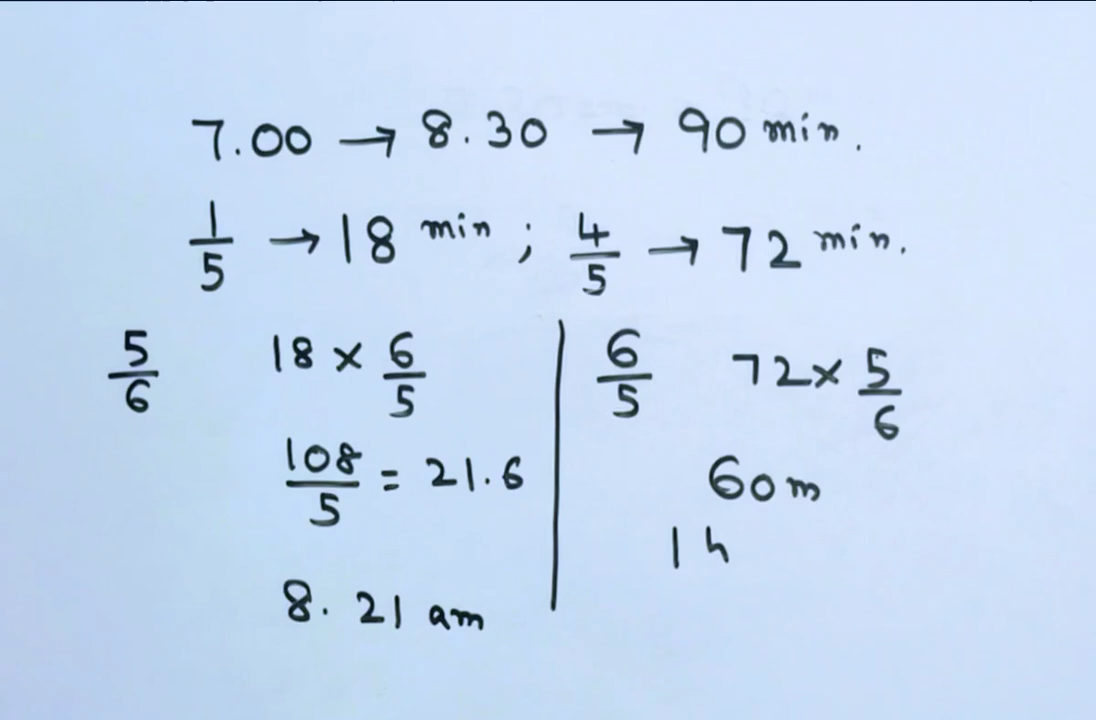 7.00 → 8.30 → 90 min.
1/5 → 18 min ; 4/5 → 72 min.
5/6 18 × 6/5
108/5 = 21.6
8. 21 am
6/5 72 × 5/6
60 m
1 h